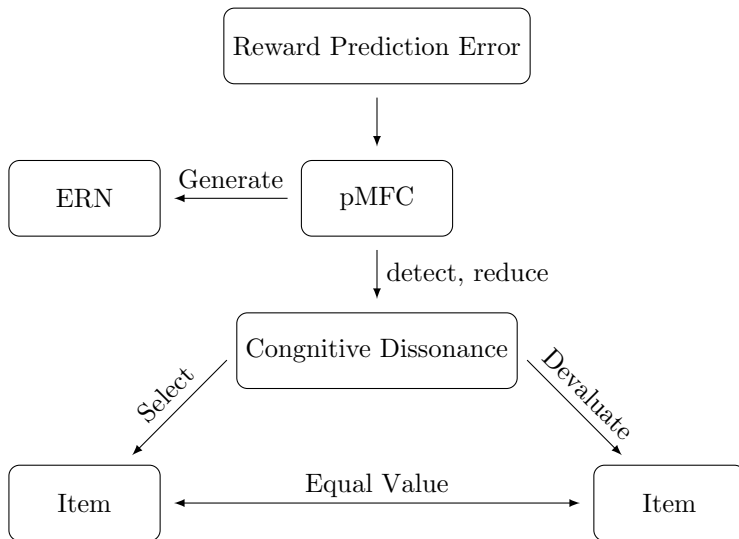 Reward Prediction Error
ERN
Generate
pMFC
detect, reduce
Congnitive Dissonance
Select
Devaluate
Item
Equal Value
Item